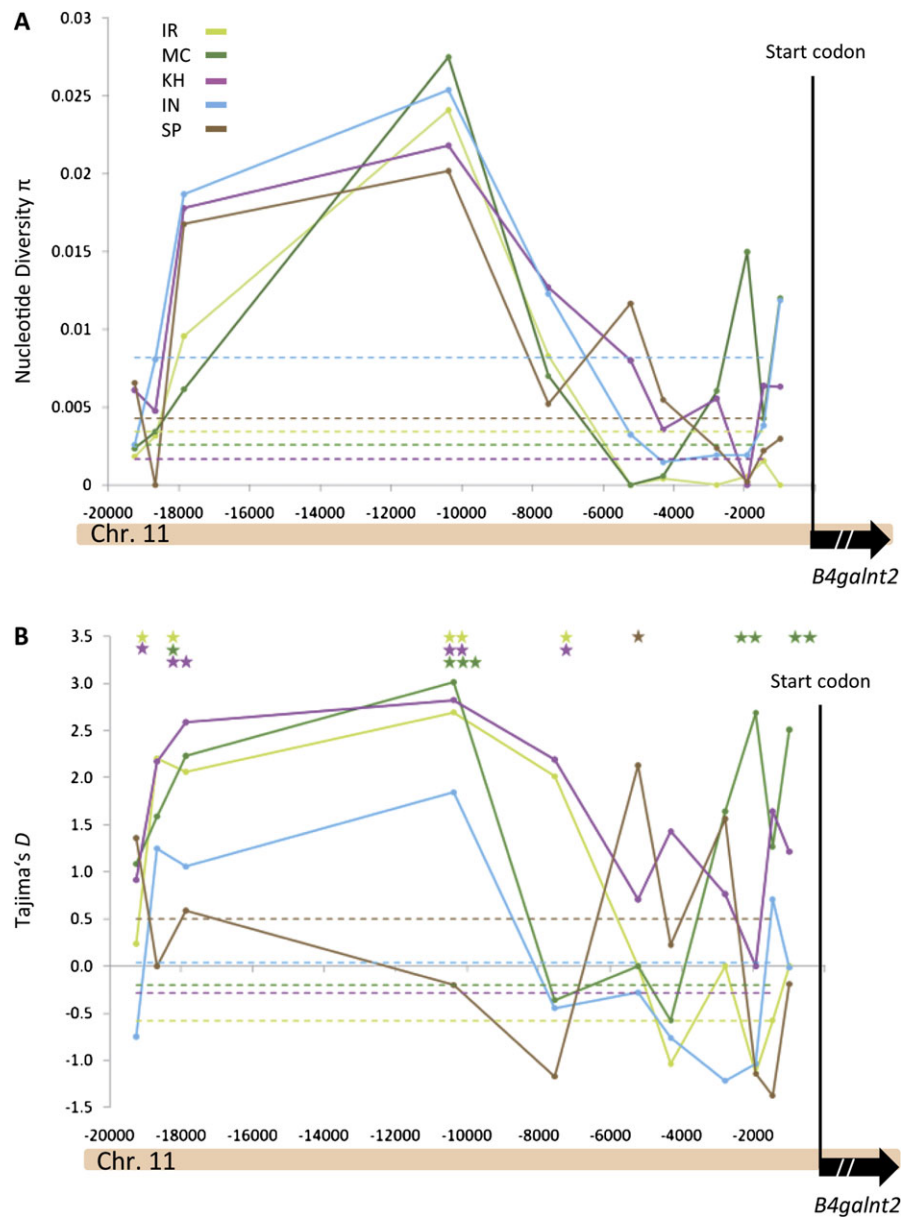 A
0.03
0.025
0.02
0.015
0.01
0.005
0
Nucleotide Diversity π
IR
MC
KH
IN
SP
Start codon
-20000 -18000 -16000 -14000 -12000 -10000 -8000 -6000 -4000 -2000
Chr. 11
B4galnt2
B
3.5
3.0
2.5
2.0
1.5
1.0
0.5
0.0
-0.5
-1.0
-1.5
Tajima's D
Start codon
-20000 -18000 -16000 -14000 -12000 -10000 -8000 -6000 -4000 -2000
Chr. 11
B4galnt2